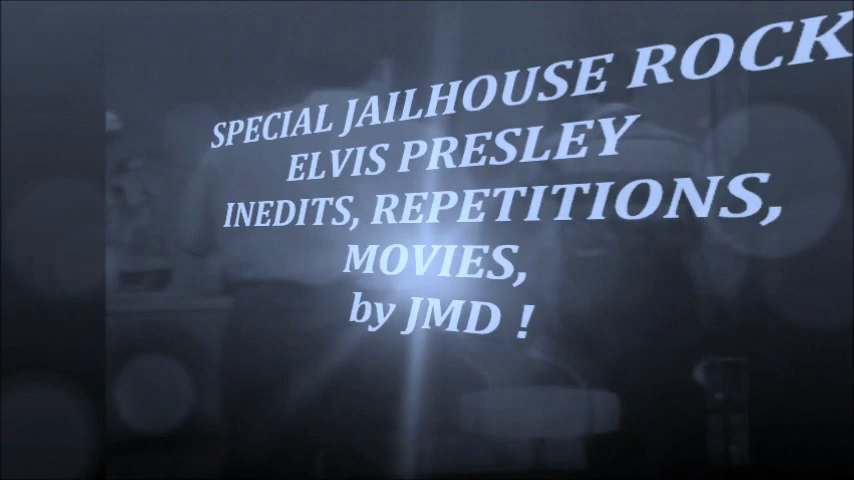 SPECIAL JAILHOUSE ROCK
ELVIS PRESLEY
INEDITS, REPETITIONS,
MOVIES,
by JMD !